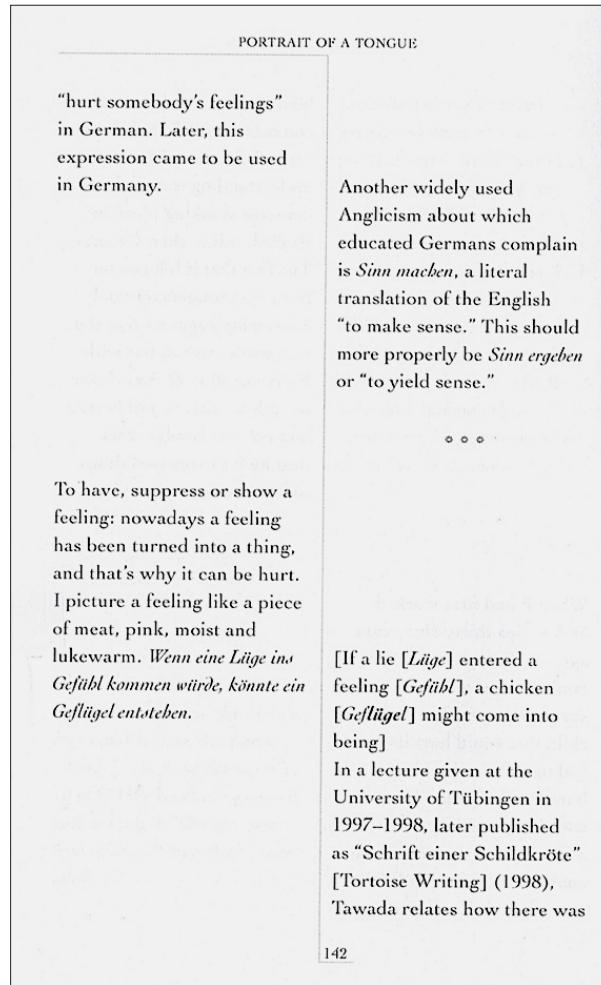 PORTRAIT OF A TONGUE
“hurt somebody’s feelings”
in German. Later, this
expression came to be used
in Germany.
Another widely used
Anglicism about which
educated Germans complain
is Sinn machen, a literal
translation of the English
“to make sense.” This should
more properly be Sinn ergeben
or “to yield sense.”
To have, suppress or show a
feeling: nowadays a feeling
has been turned into a thing,
and that’s why it can be hurt.
I picture a feeling like a piece
of meat, pink, moist and
lukewarm. Wenn eine Lüge ins
Gefühl kommen würde, könnte ein
Geflügel entstehen.
[If a lie [Lüge] entered a
feeling [Gefühl], a chicken
[Geflügel] might come into
being]
In a lecture given at the
University of Tübingen in
1997–1998, later published
as “Schrift einer Schildkröte”
[Tortoise Writing] (1998),
Tawada relates how there was
142